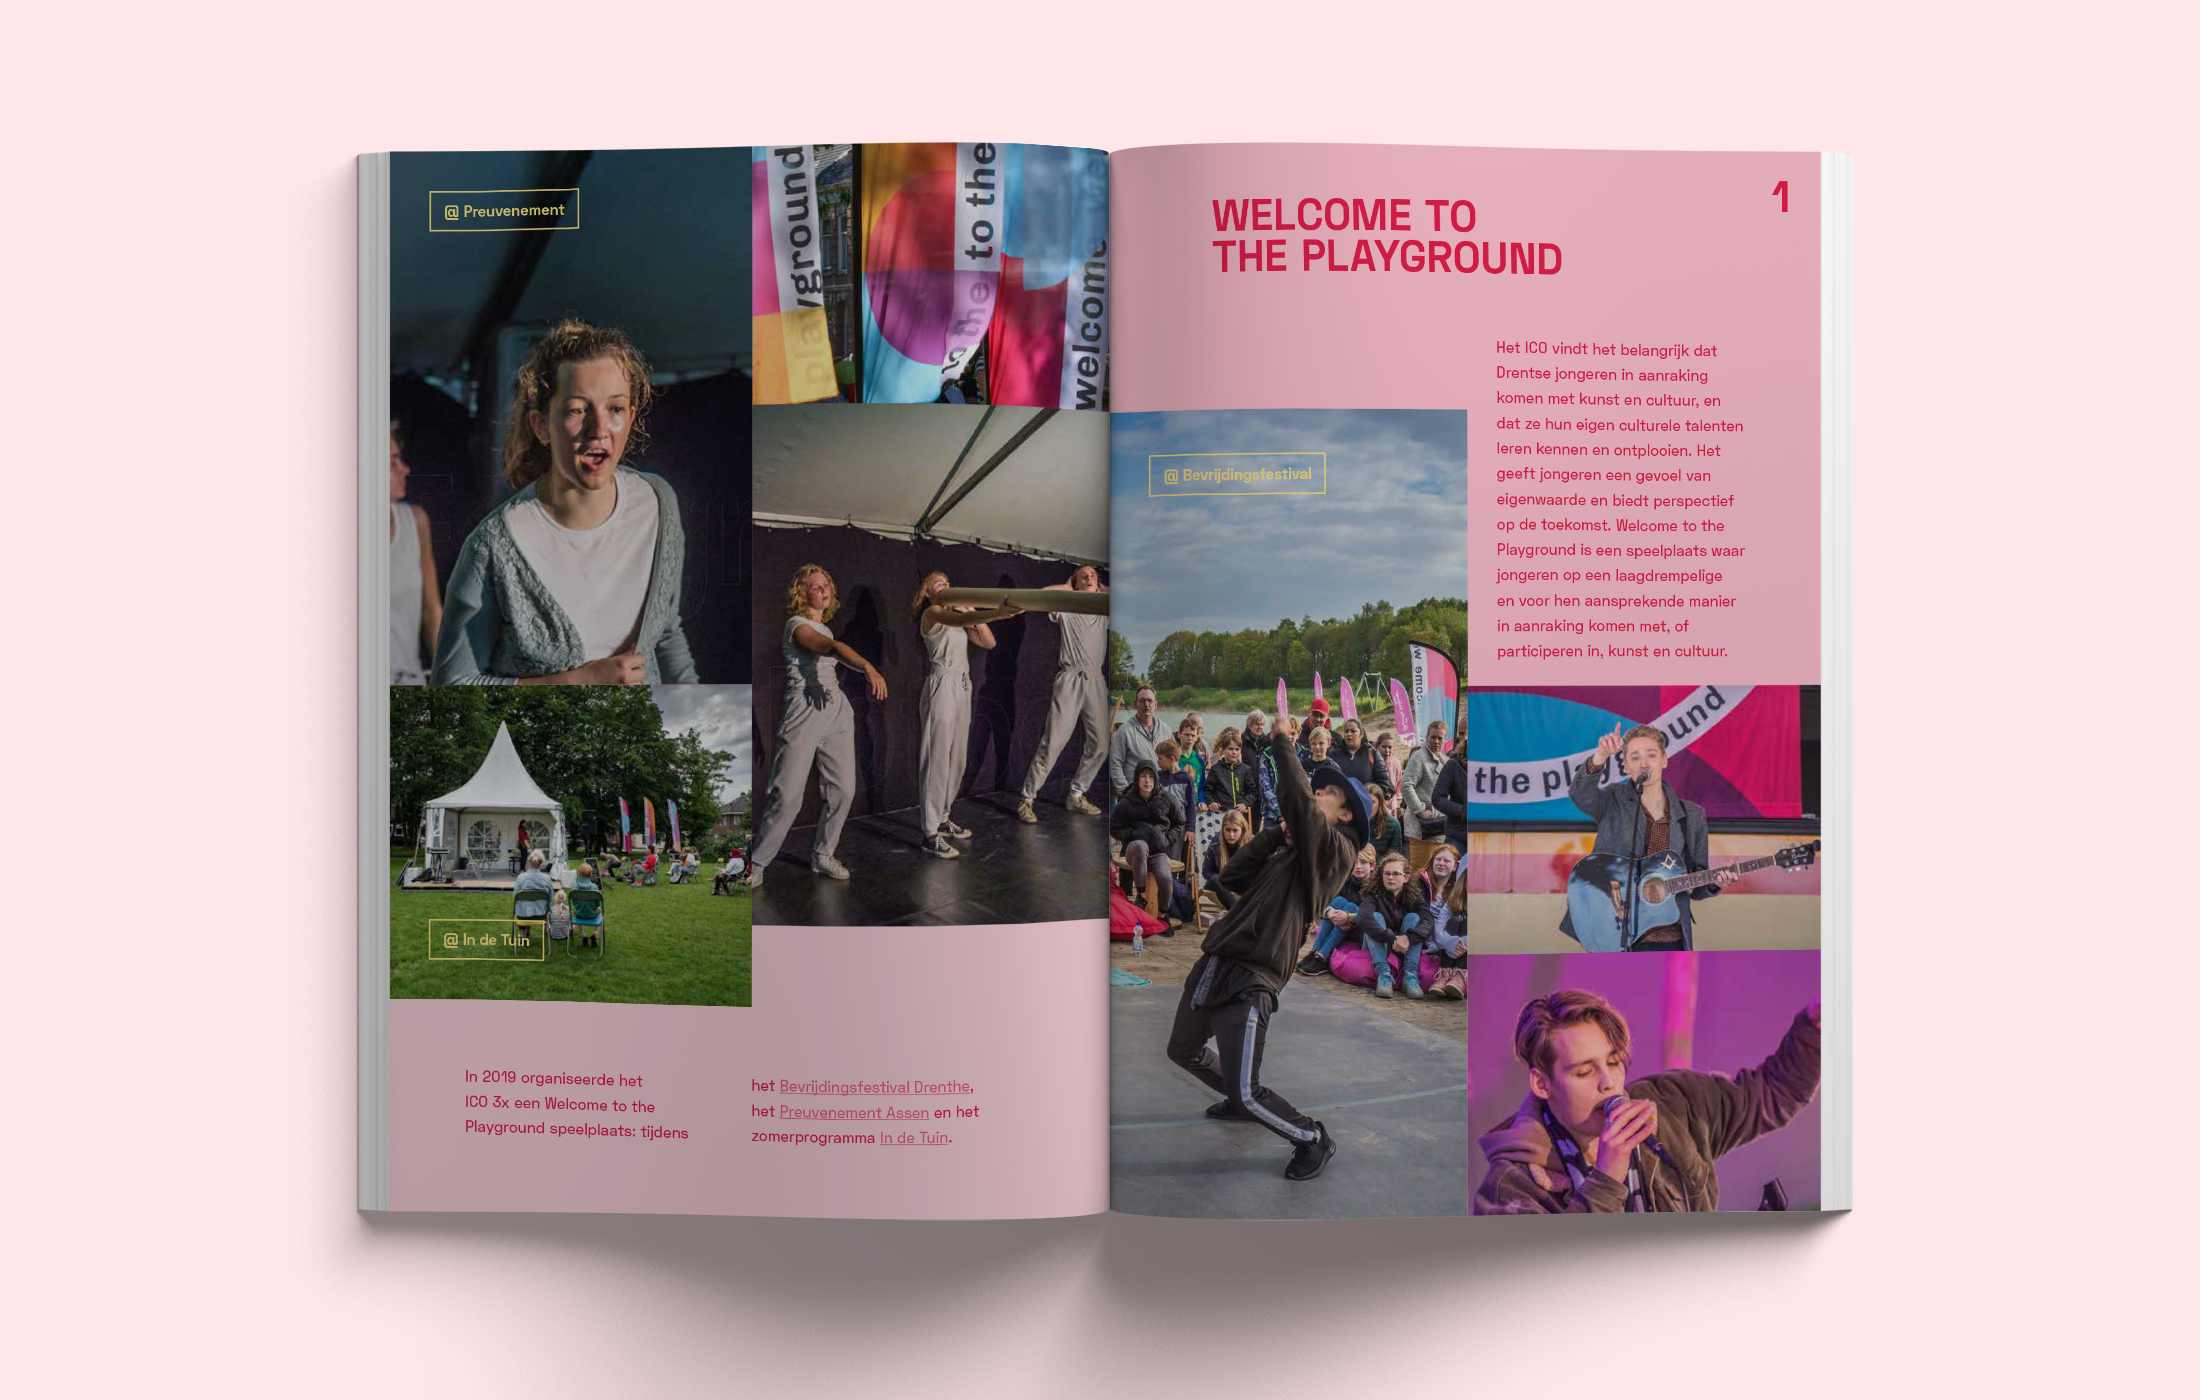 @ Preuvenement
playground
to the
to the
welcome
@ In de Tuin
In 2019 organiseerde het
ICO 3x een Welcome to the
Playground speelplaats: tijdens
het Bevrijdingsfestival Drenthe,
het Preuvenement Assen en het
zomerprogramma In de Tuin.
1
WELCOME TO
THE PLAYGROUND
Het ICO vindt het belangrijk dat
Drentse jongeren in aanraking
komen met kunst en cultuur, en
dat ze hun eigen culturele talenten
leren kennen en ontplooien. Het
geeft jongeren een gevoel van
eigenwaarde en biedt perspectief
op de toekomst. Welcome to the
Playground is een speelplaats waar
jongeren op een laagdrempelige
en voor hen aansprekende manier
in aanraking komen met, of
participeren in, kunst en cultuur.
@ Bevrijdingsfestival
the playground